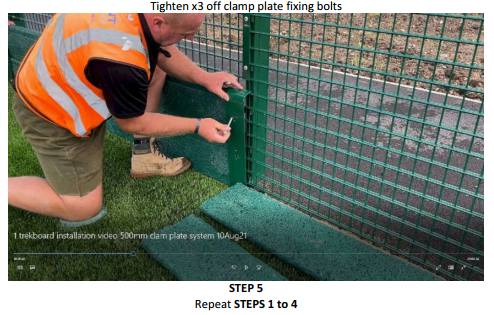 Tighten x3 off clamp plate fixing bolts
1 trekboard installation video 500mm clam plate system 10Aug21
STEP 5
Repeat STEPS 1 to 4